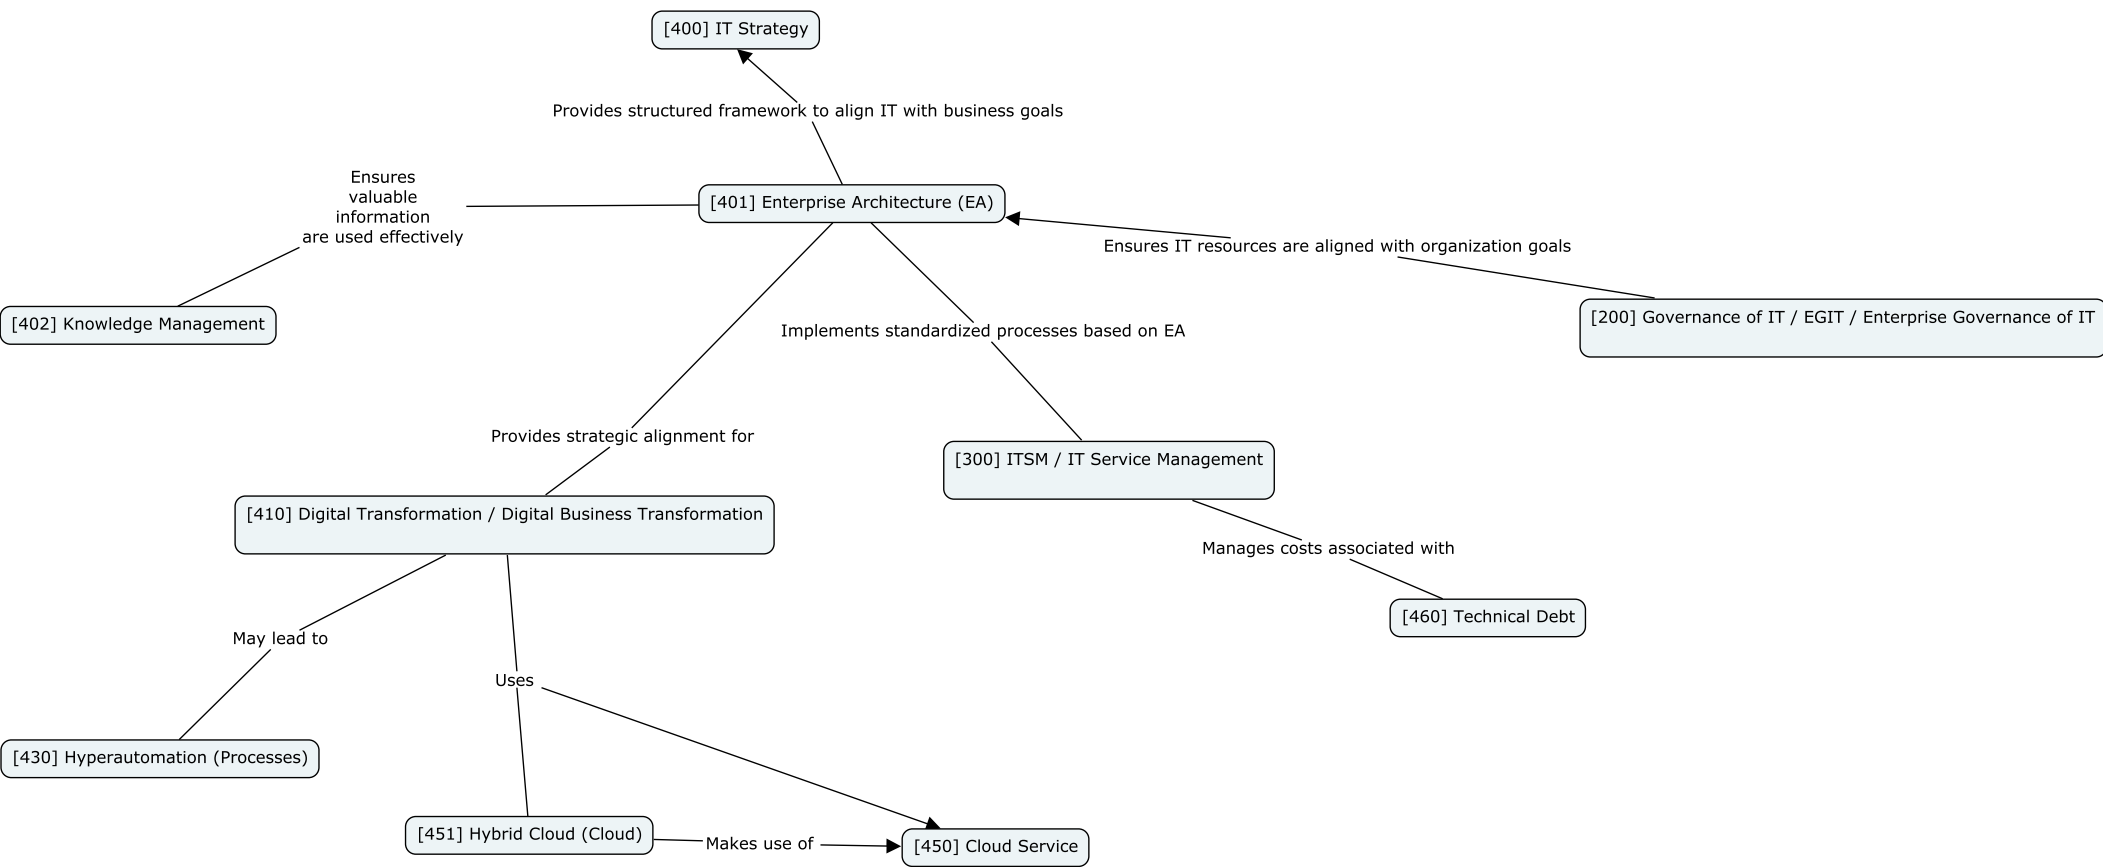 [400] IT Strategy
Provides structured framework to align IT with business goals
Ensures
valuable
information
are used effectively
[401] Enterprise Architecture (EA)
Ensures IT resources are aligned with organization goals
[402] Knowledge Management
Implements standardized processes based on EA
[200] Governance of IT / EGIT / Enterprise Governance of IT
Provides strategic alignment for
[300] ITSM / IT Service Management
[410] Digital Transformation / Digital Business Transformation
Manages costs associated with
[460] Technical Debt
May lead to
Uses
[430] Hyperautomation (Processes)
[451] Hybrid Cloud (Cloud)
Makes use of
[450] Cloud Service